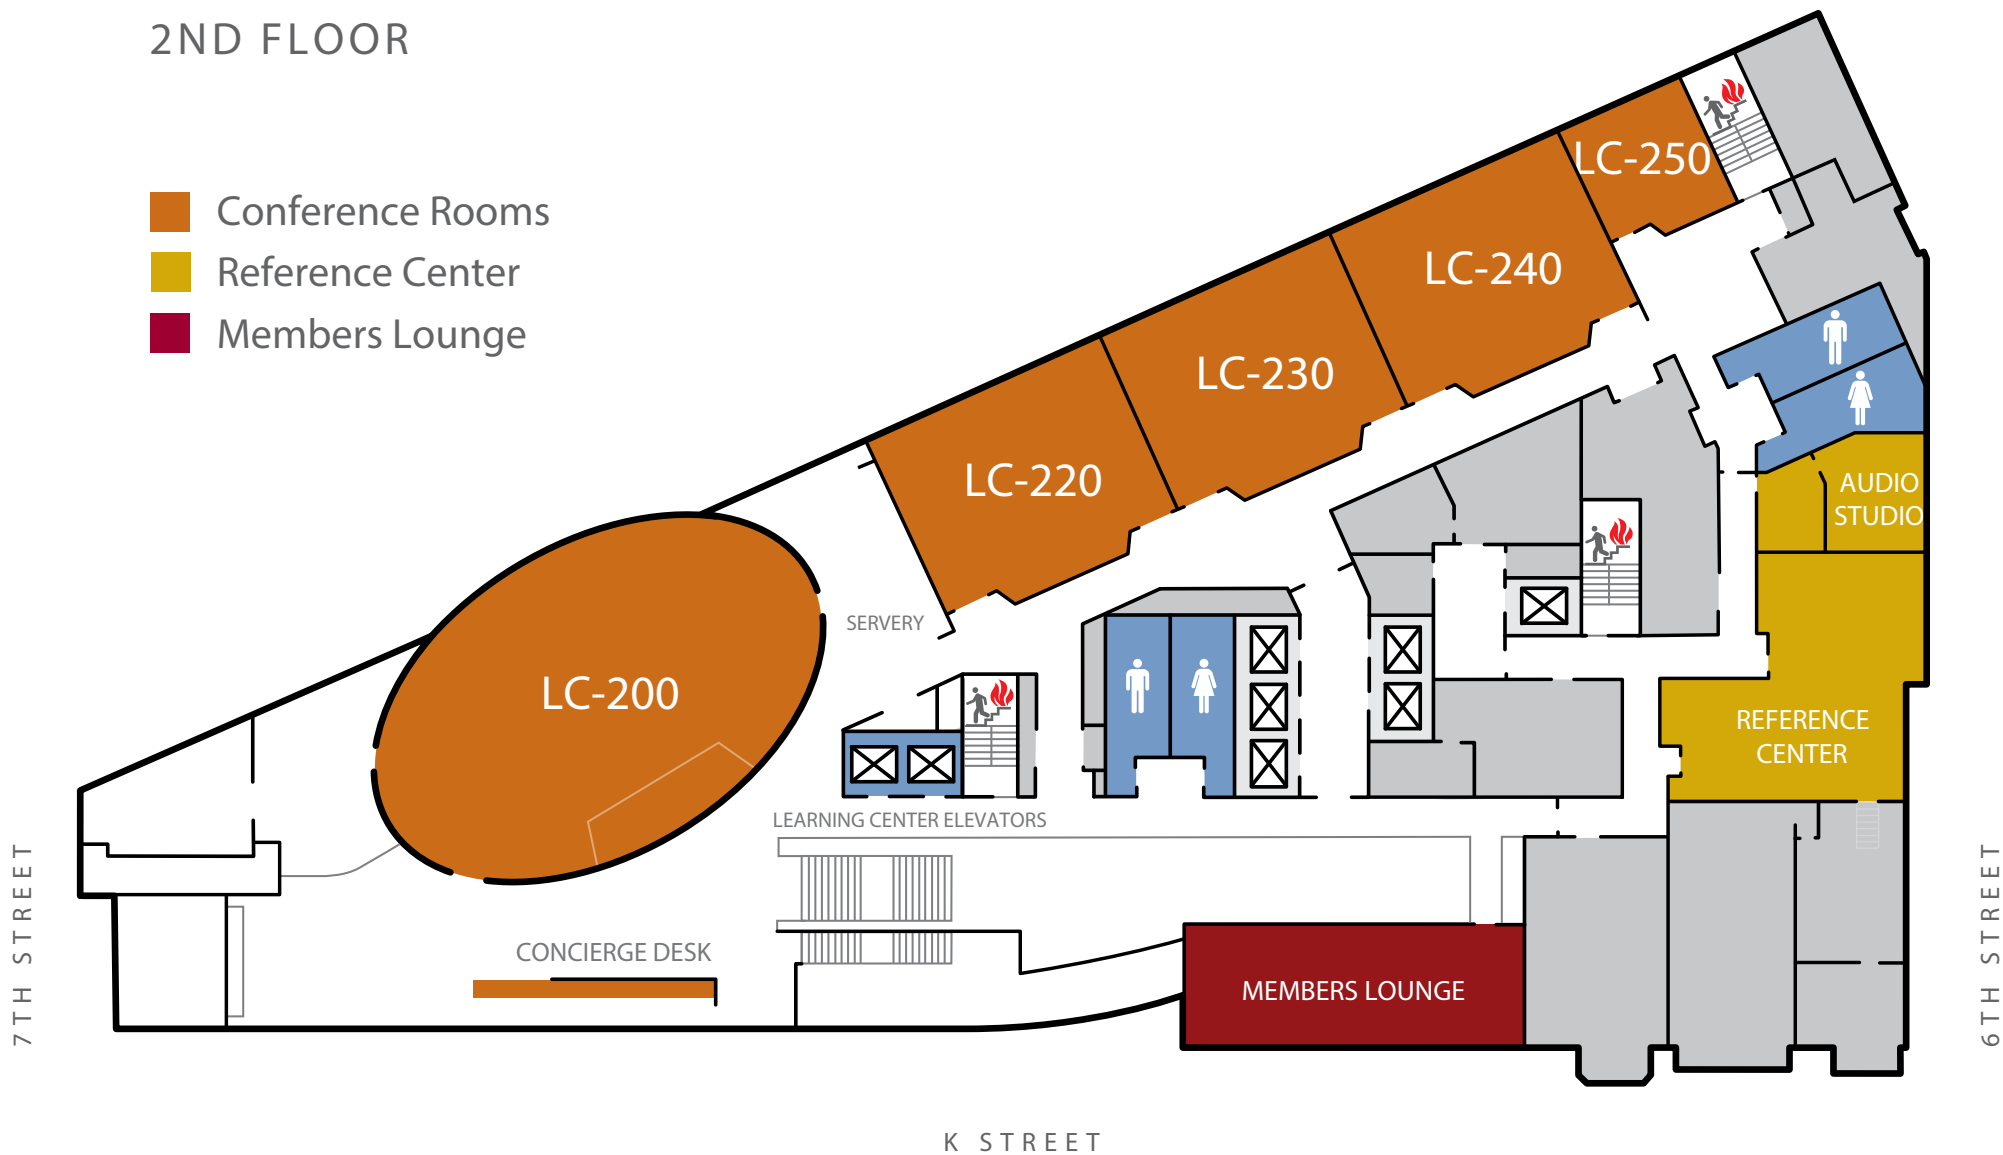 2ND FLOOR
Conference Rooms
Reference Center
Members Lounge
LC-250
LC-240
LC-230
LC-220
AUDIO
STUDIO
SERVERY
LC-200
REFERENCE
CENTER
LEARNING CENTER ELEVATORS
CONCIERGE DESK
MEMBERS LOUNGE
7TH STREET
6TH STREET
K STREET